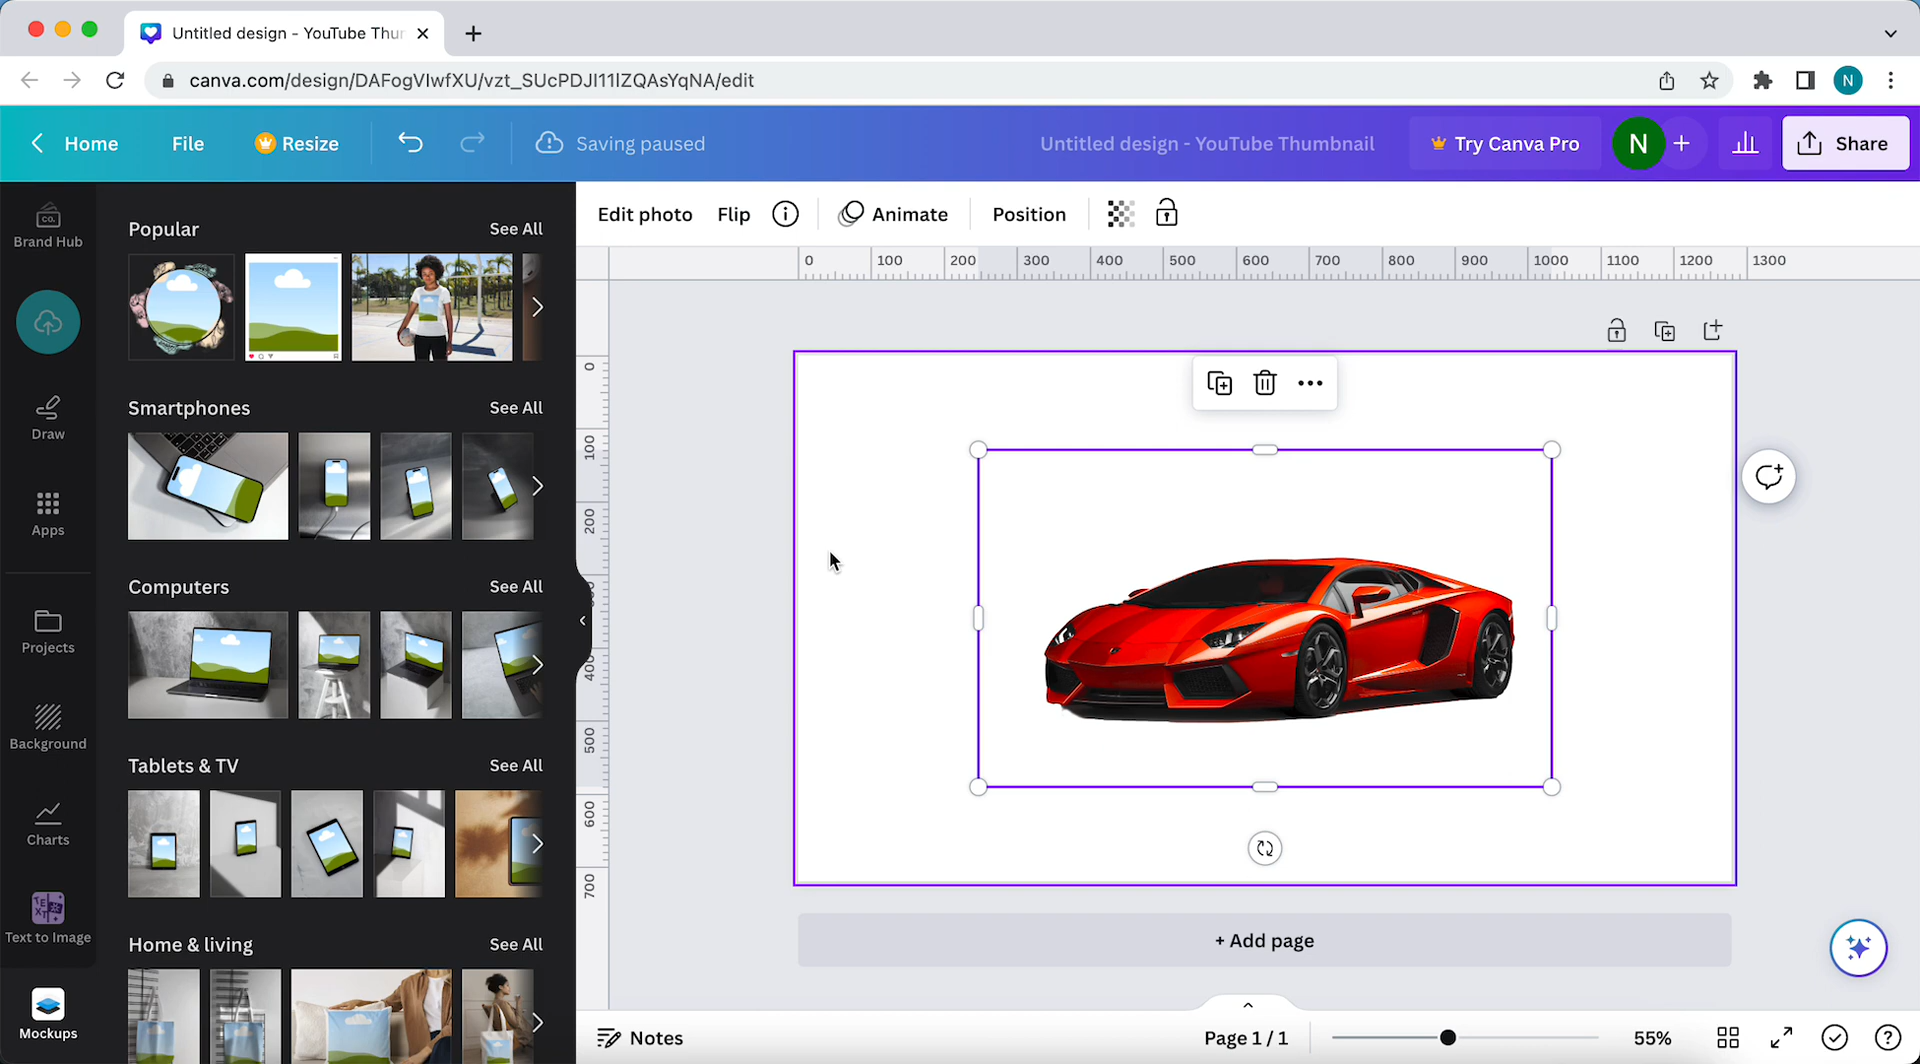 Untitled design - YouTube Thur
canva.com/design/DAFogVIwfXU/vzt_SUcPDJI11IZQAsYqNA/edit
N
Home
File
Resize
Saving paused
Untitled design - YouTube Thumbnail
Try Canva Pro
N
Share
CO.
Brand Hub
Draw
Apps
Projects
Background
Charts
TEXT
Text to Image
Mockups
Popular
See All
Smartphones
See All
Computers
See All
Tablets & TV
See All
Home & living
See All
Edit photo
Flip
Animate
Position
0 100 200 300 400 500 600 700 800 900 1000 1100 1200 1300
0
100
200
400
500
600
700
+ Add page
Notes
Page 1 / 1
55%